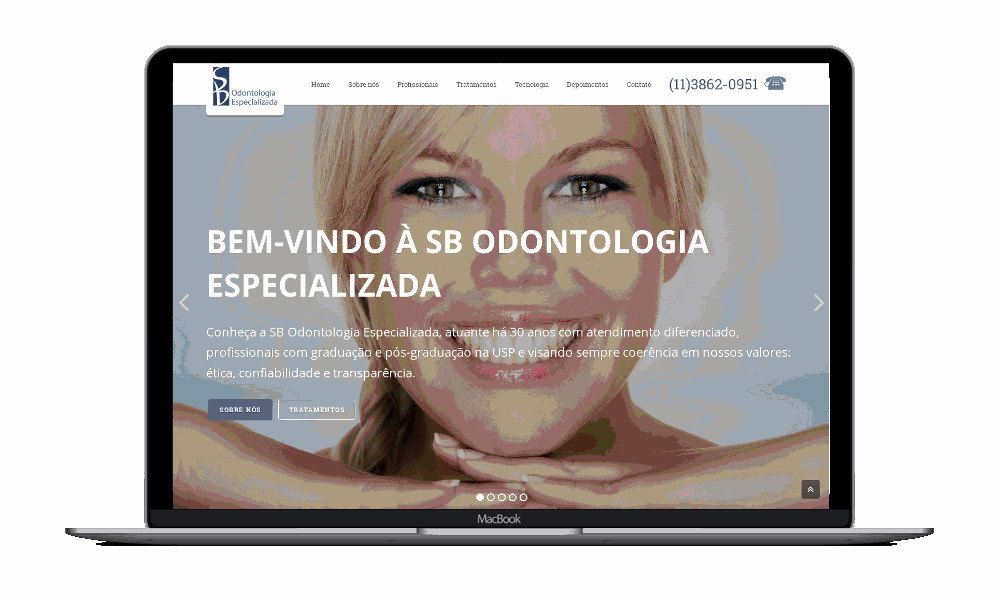 SBO
Odontologia
Especializada
Home Sobre nós Profissionais Tratamentos Tecnologia Depoimentos Contato (11)3862-0951
BEM-VINDO À SB ODONTOLOGIA
ESPECIALIZADA
Conheça a SB Odontologia Especializada, atuante há 30 anos com atendimento diferenciado,
profissionais com graduação e pós-graduação na USP e visando sempre coerência em nossos valores:
ética, confiabilidade e transparência.
SOBRE NÓS TRATAMENTOS
MacBook